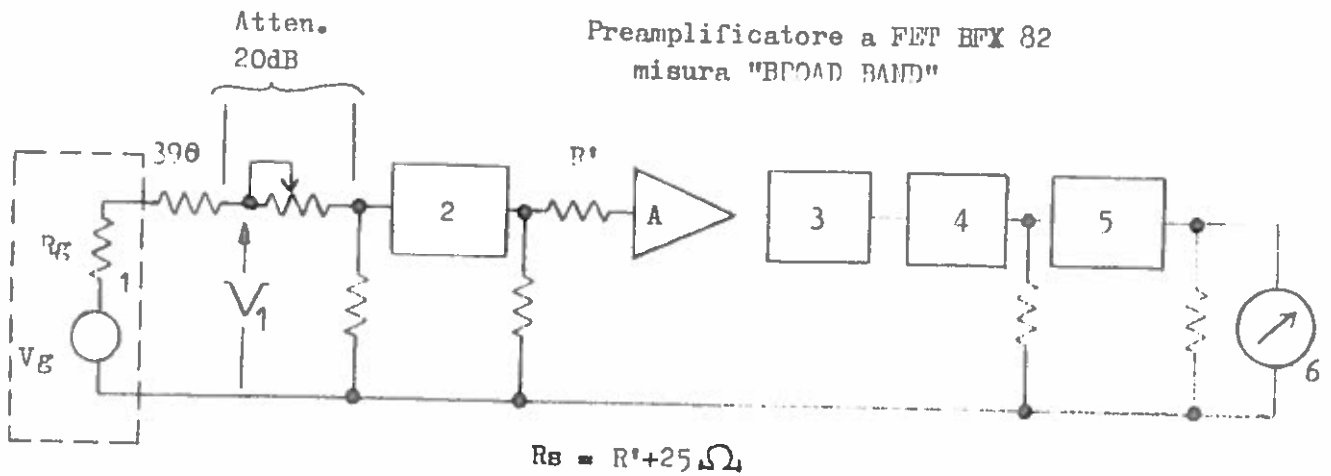 Atten.
20dB
Preamplificatore a FET BFX 82
misura "BROAD BAND"
390
Rg
1
Vg
V1
2
R'
A
3
4
5
6
Rs = R'+25 Ω